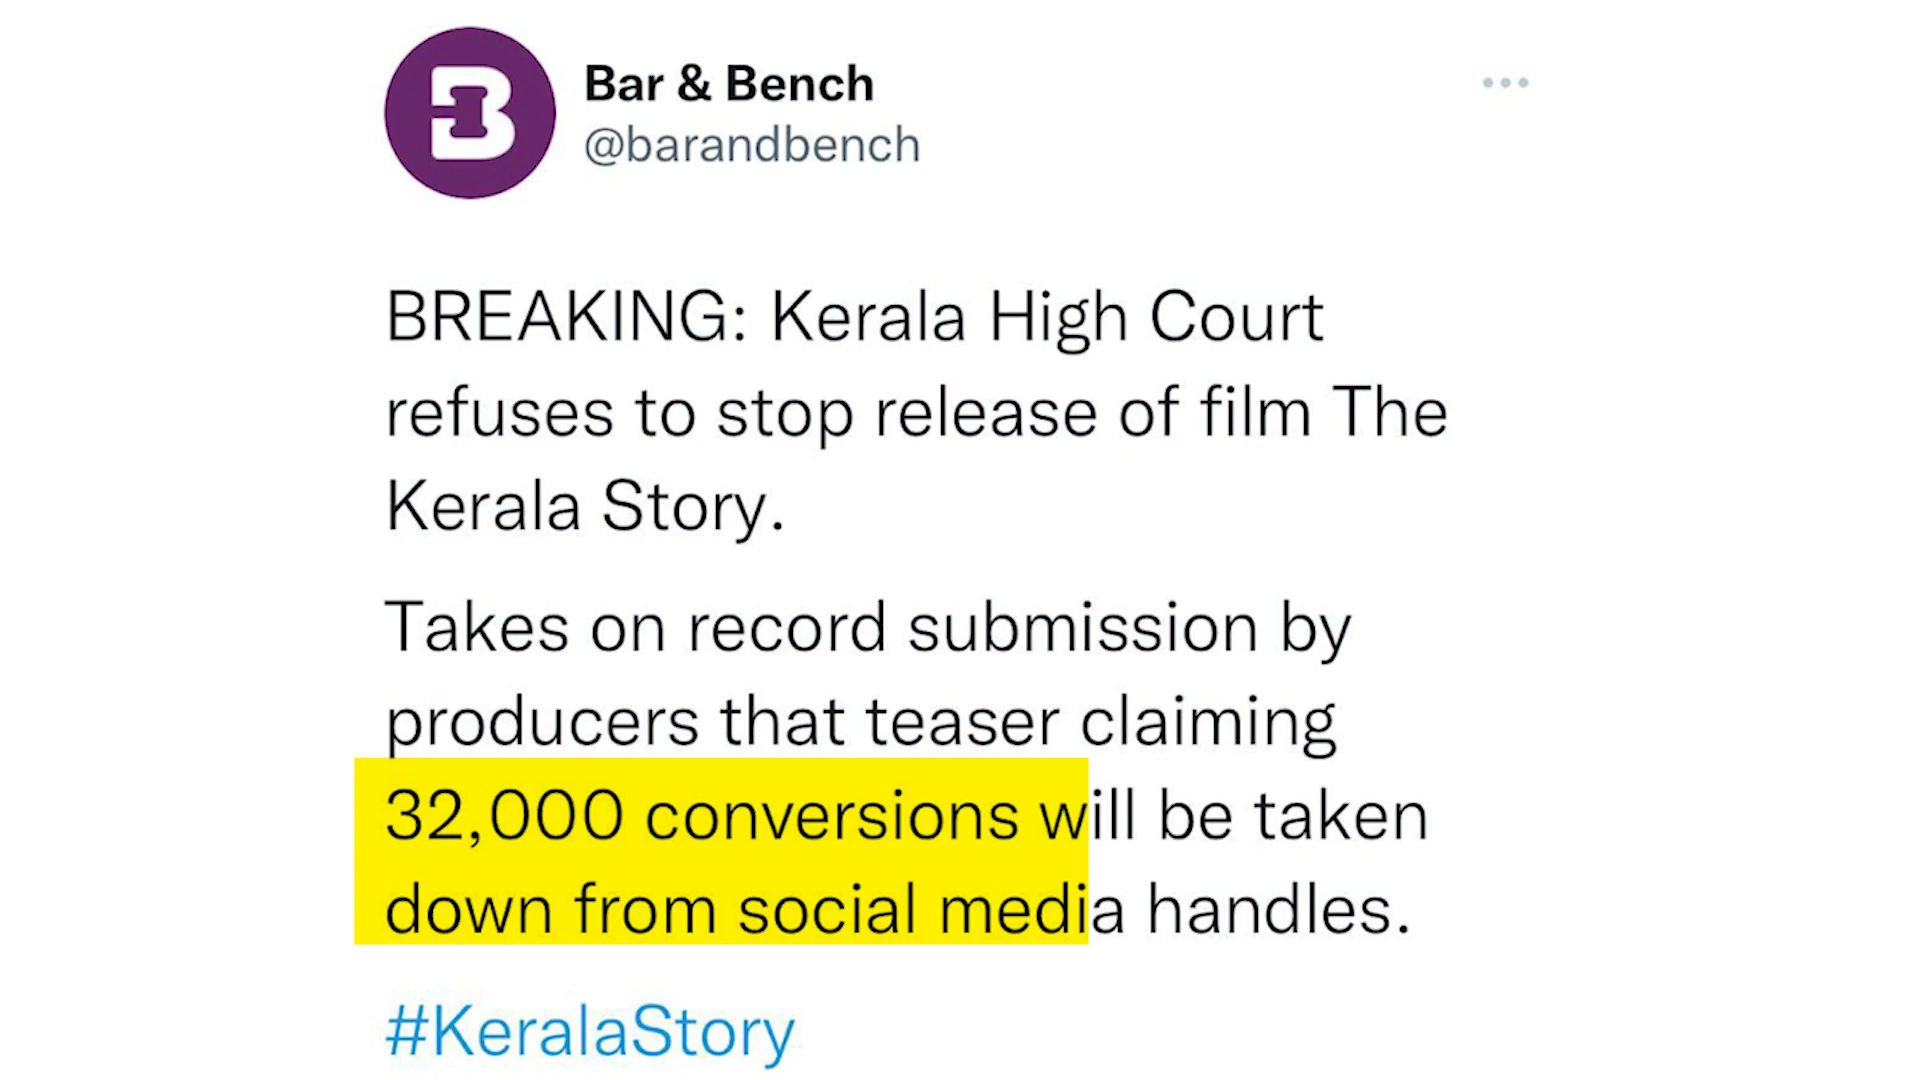 Bar & Bench
@barandbench
BREAKING: Kerala High Court
refuses to stop release of film The
Kerala Story.
Takes on record submission by
producers that teaser claiming
32,000 conversions will be taken
down from social media handles.
#KeralaStory